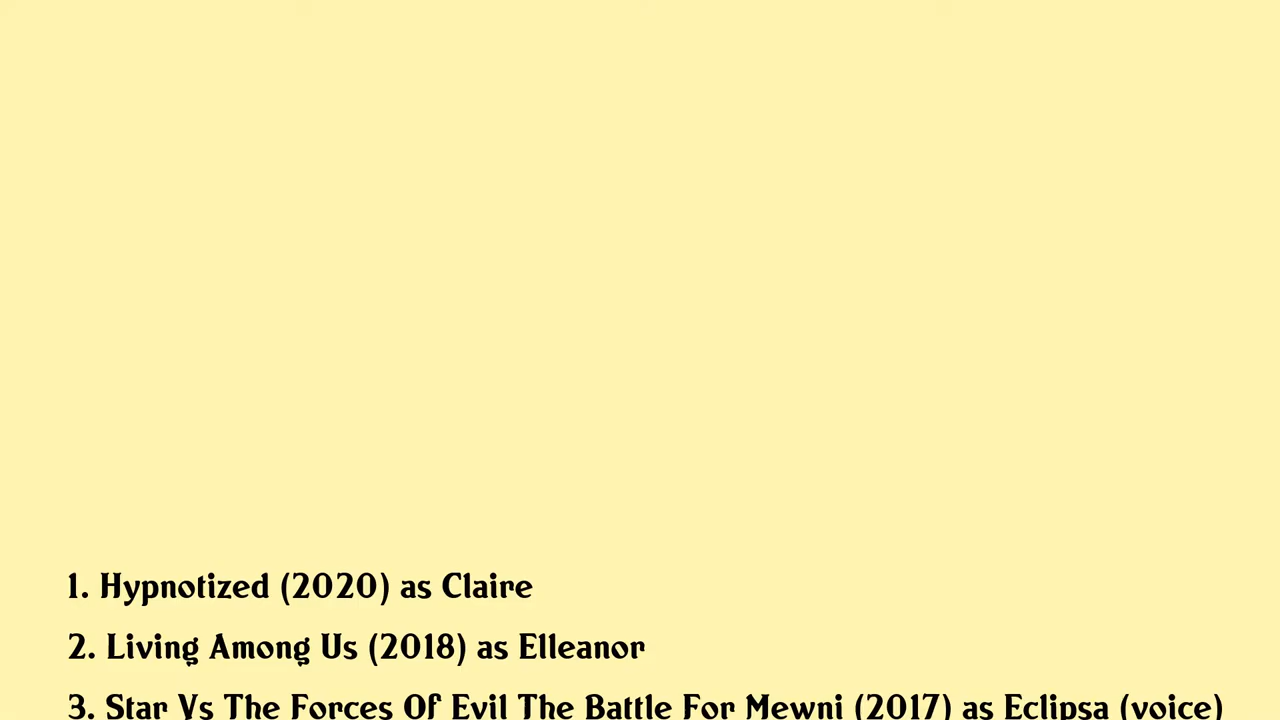 1. Hypnotized (2020) as Claire
2. Living Among Us (2018) as Elleanor
3. Star Vs The Forces Of Evil The Battle For Mewni (2017) as Eclipsa (voice)